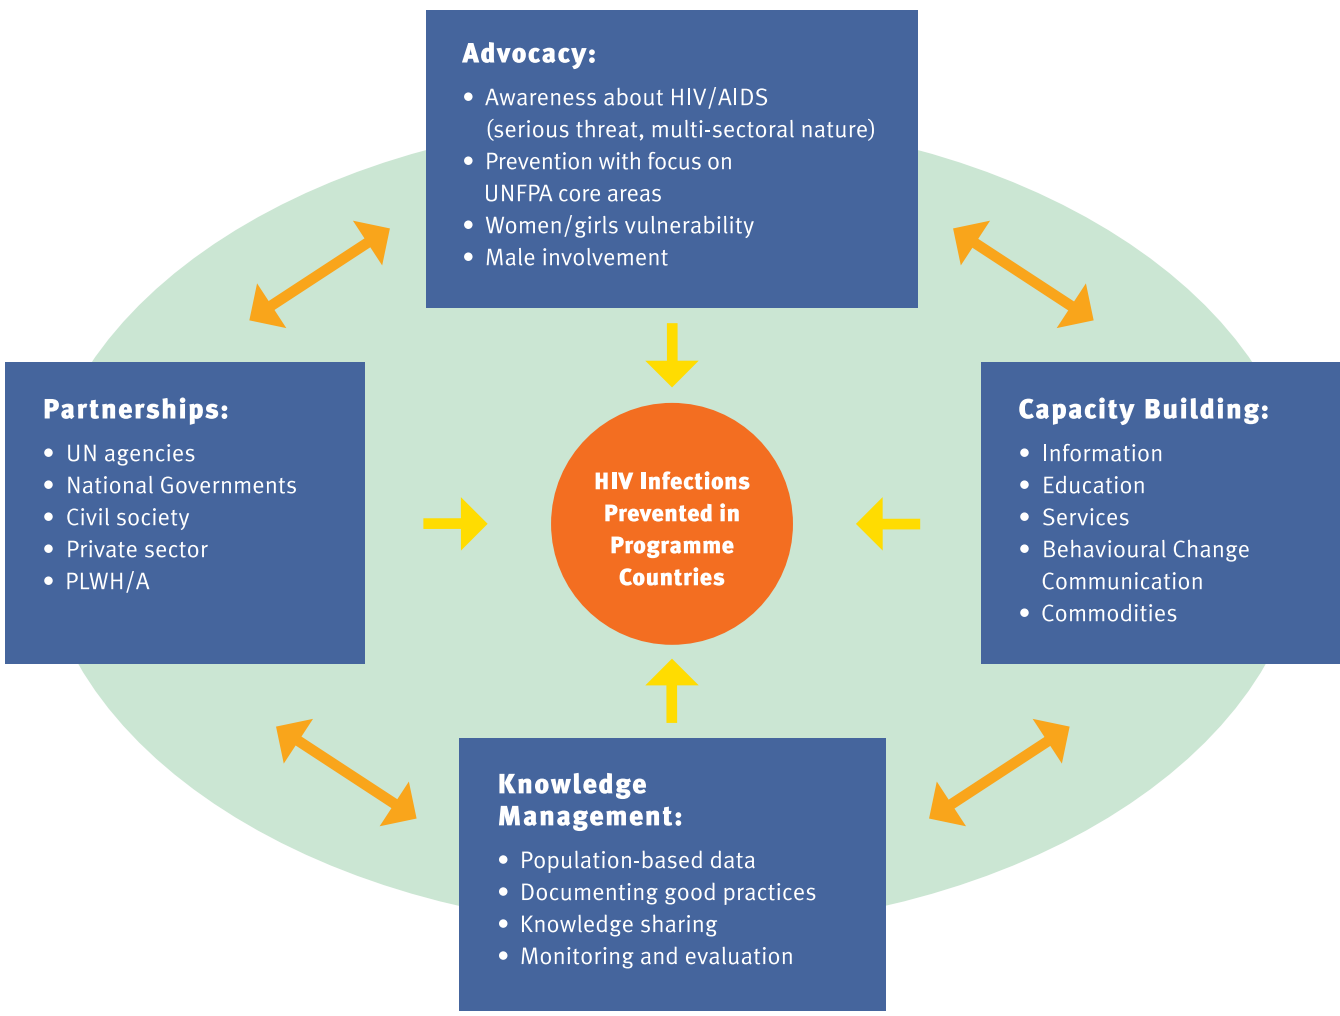 Advocacy:
• Awareness about HIV/AIDS
(serious threat, multi-sectoral nature)
• Prevention with focus on
UNFPA core areas
• Women/girls vulnerability
• Male involvement
Partnerships:
• UN agencies
• National Governments
• Civil society
• Private sector
• PLWH/A
HIV Infections
Prevented in
Programme
Countries
Capacity Building:
• Information
• Education
• Services
• Behavioural Change
Communication
• Commodities
Knowledge
Management:
• Population-based data
• Documenting good practices
• Knowledge sharing
• Monitoring and evaluation